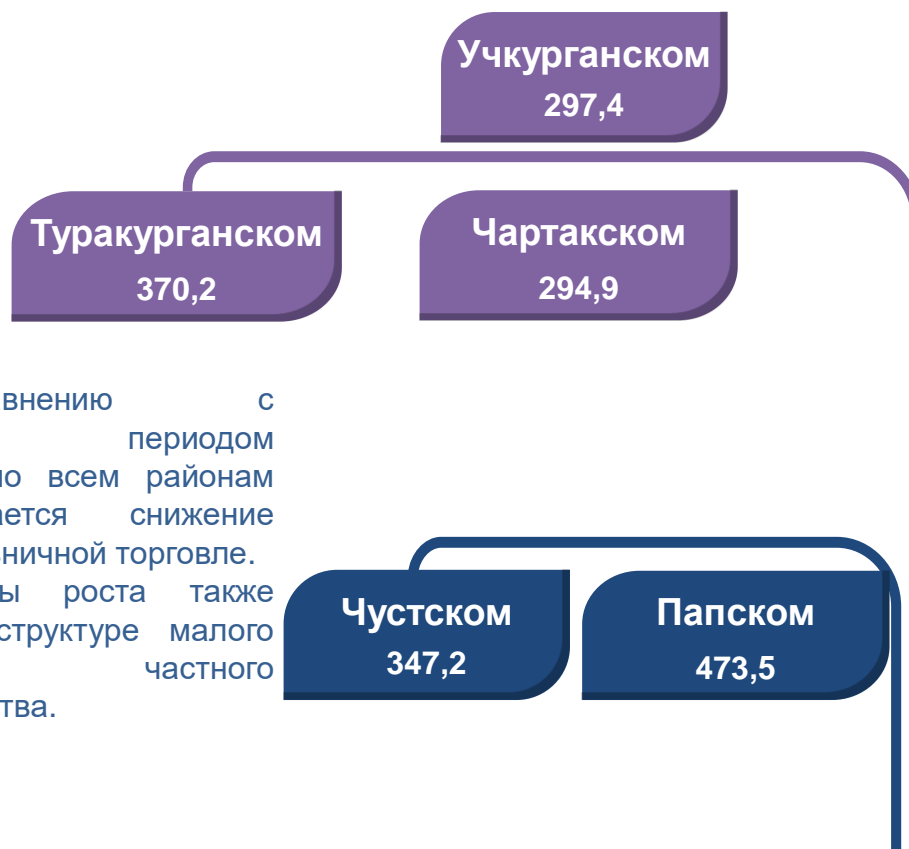 Учкурганском
297,4
Туракурганском
370,2
Чартакском
294,9
внению с
периодом
по всем районам
ается снижение
ничной торговле.
ы роста также
структуре малого
частного
тва.
Чустском
347,2
Папском
473,5